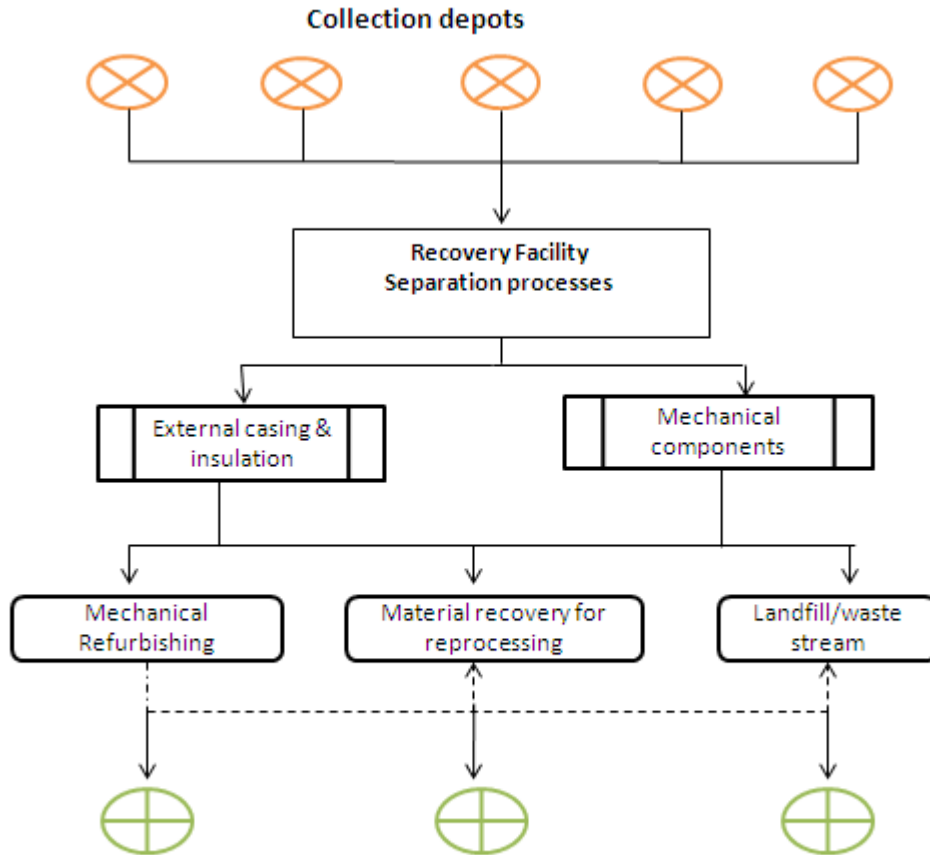 Collection depots
Recovery Facility
Separation processes
External casing &
insulation
Mechanical
components
Mechanical
Refurbishing
Material recovery for
reprocessing
Landfill/waste
stream